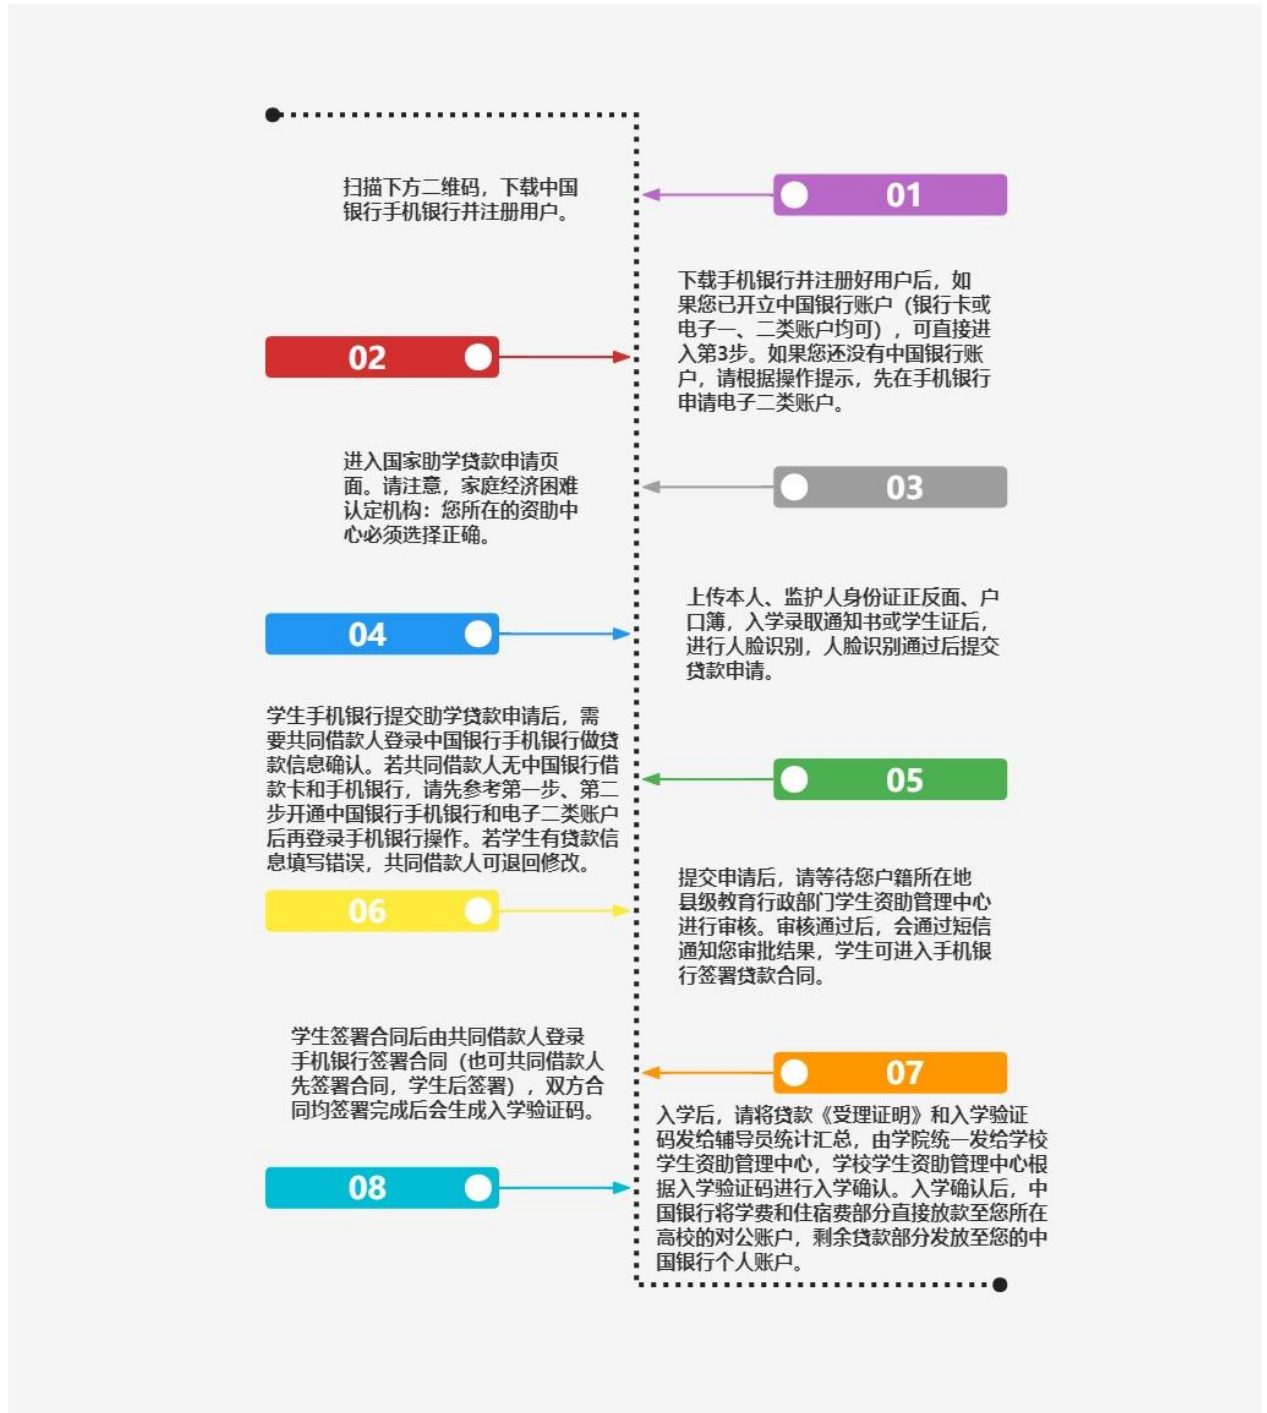 扫描下方二维码，下载中国
银行手机银行并注册用户。
01
下载手机银行并注册好用户后，如
果您已开立中国银行账户（银行卡或
电子一、二类账户均可），可直接进
入第3步。如果您还没有中国银行账
户，请根据操作提示，先在手机银行
申请电子二类账户。
02
进入国家助学贷款申请页
面。请注意，家庭经济困难
认定机构：您所在的资助中
心必须选择正确。
03
上传本人、监护人身份证正反面、户
口簿，入学录取通知书或学生证后，
进行人脸识别，人脸识别通过后提交
贷款申请。
04
学生手机银行提交助学贷款申请后，需
要共同借款人登录中国银行手机银行做贷
款信息确认。若共同借款人无中国银行借
款卡和手机银行，请先参考第一步、第二
步开通中国银行手机银行和电子二类账户
后再登录手机银行操作。若学生有贷款信
息填写错误，共同借款人可退回修改。
05
提交申请后，请等待您户籍所在地
县级教育行政部门学生资助管理中心
进行审核。审核通过后，会通过短信
通知您审批结果，学生可进入手机银
行签署贷款合同。
06
学生签署合同后由共同借款人登录
手机银行签署合同（也可共同借款人
先签署合同，学生后签署），双方合
同均签署完成后会生成入学验证码。
07
入学后，请将贷款《受理证明》和入学验证
码发给辅导员统计汇总，由学院统一发给学校
学生资助管理中心，学校学生资助管理中心根
据入学验证码进行入学确认。入学确认后，中
国银行将学费和住宿费部分直接放款至您所在
高校的对公账户，剩余贷款部分发放至您的中
国银行个人账户。
08